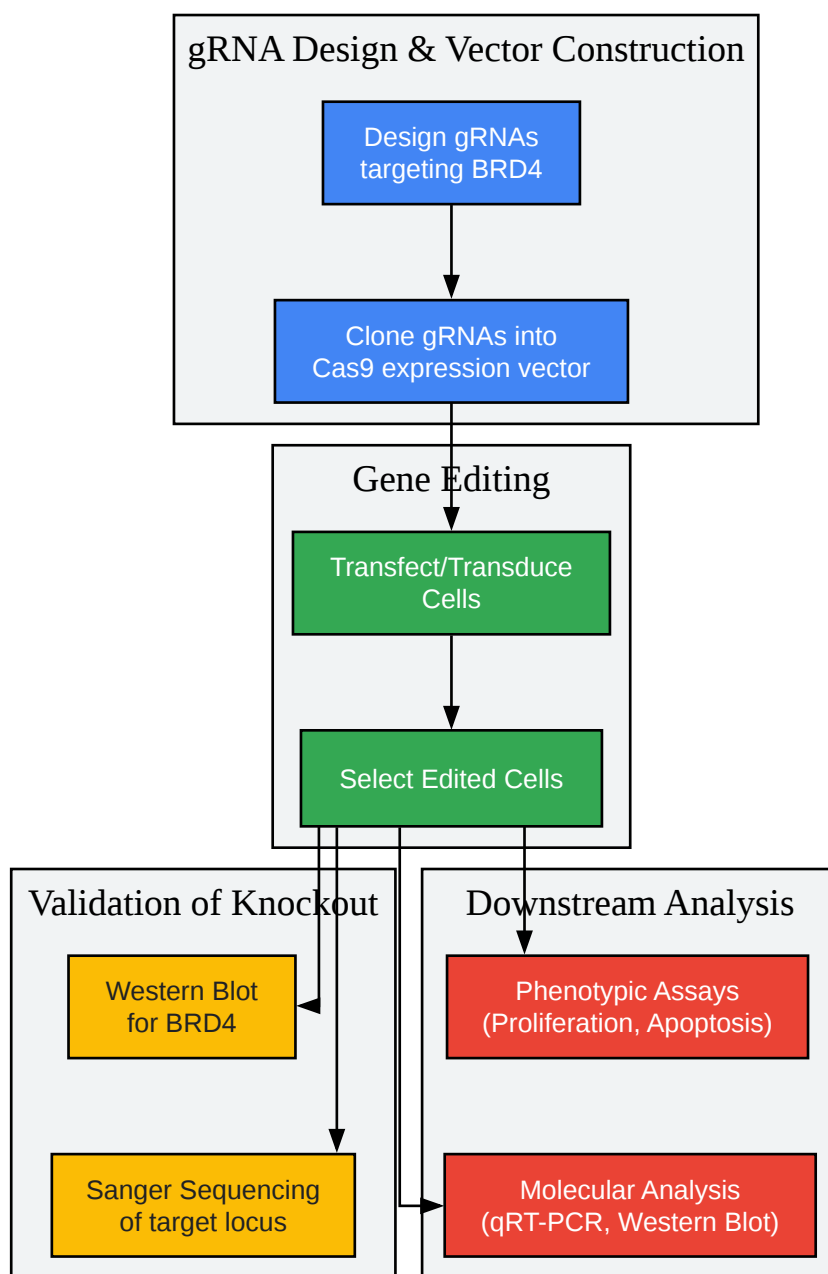 gRNA Design & Vector Construction
Design gRNAs
targeting BRD4
Clone gRNAs into
Cas9 expression vector
Gene Editing
Transfect/Transduce
Cells
Select Edited Cells
Validation of Knockout
Western Blot
for BRD4
Sanger Sequencing
of target locus
Downstream Analysis
Phenotypic Assays
(Proliferation, Apoptosis)
Molecular Analysis
(qRT-PCR, Western Blot)